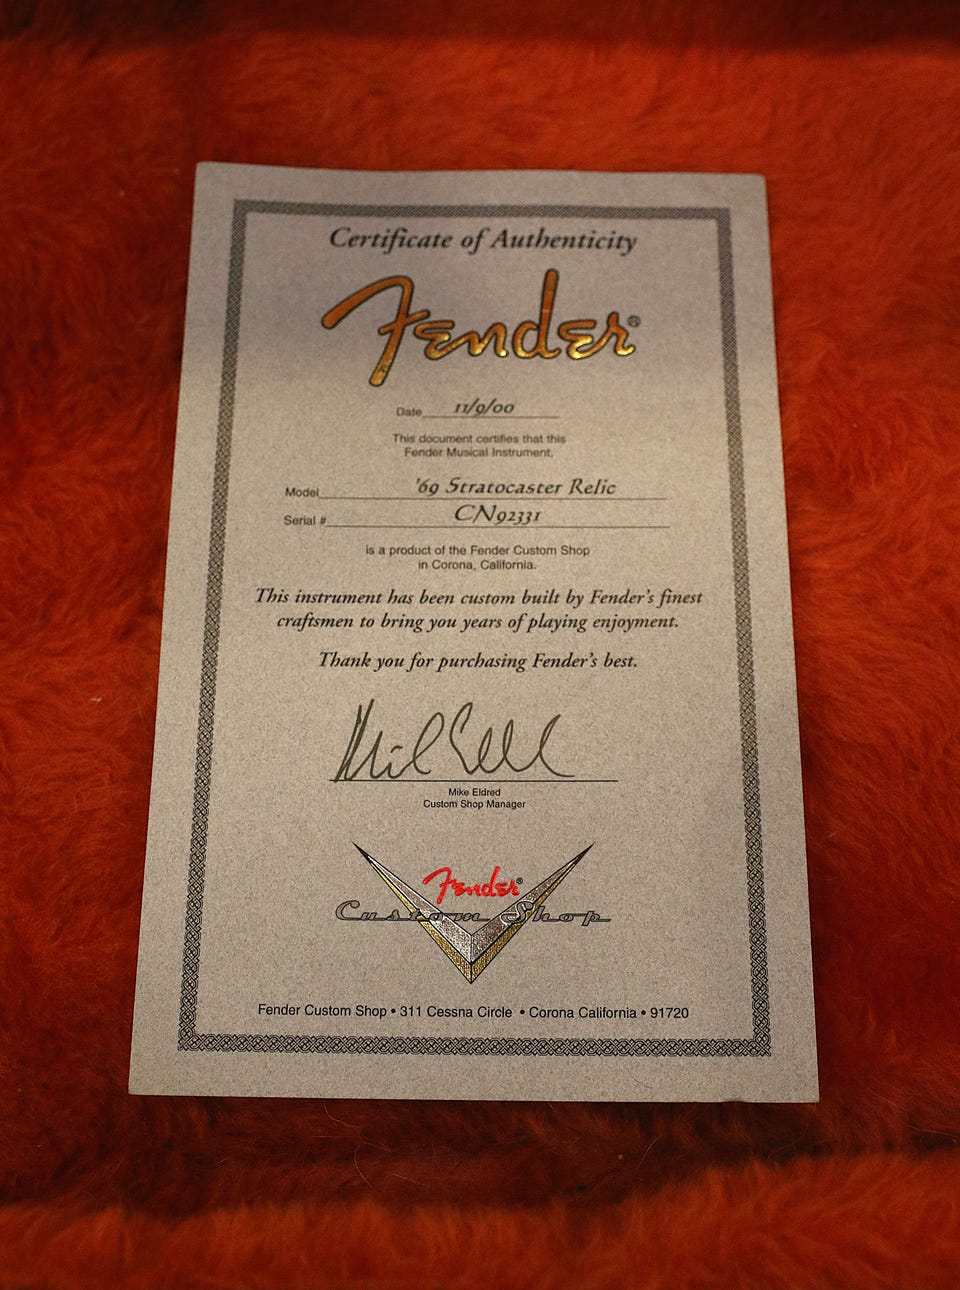 Certificate of Authenticity
Fender®
Date 11/9/00
This document certifies that this
Fender Musical Instrument,
Model '69 Stratocaster Relic
Serial # CN92331
is a product of the Fender Custom Shop
in Corona, California.
This instrument has been custom built by Fender's finest
craftsmen to bring you years of playing enjoyment.
Thank you for purchasing Fender's best.
Mike Eldred
Custom Shop Manager
Fender®
Custom Shop
Fender Custom Shop • 311 Cessna Circle • Corona California • 91720